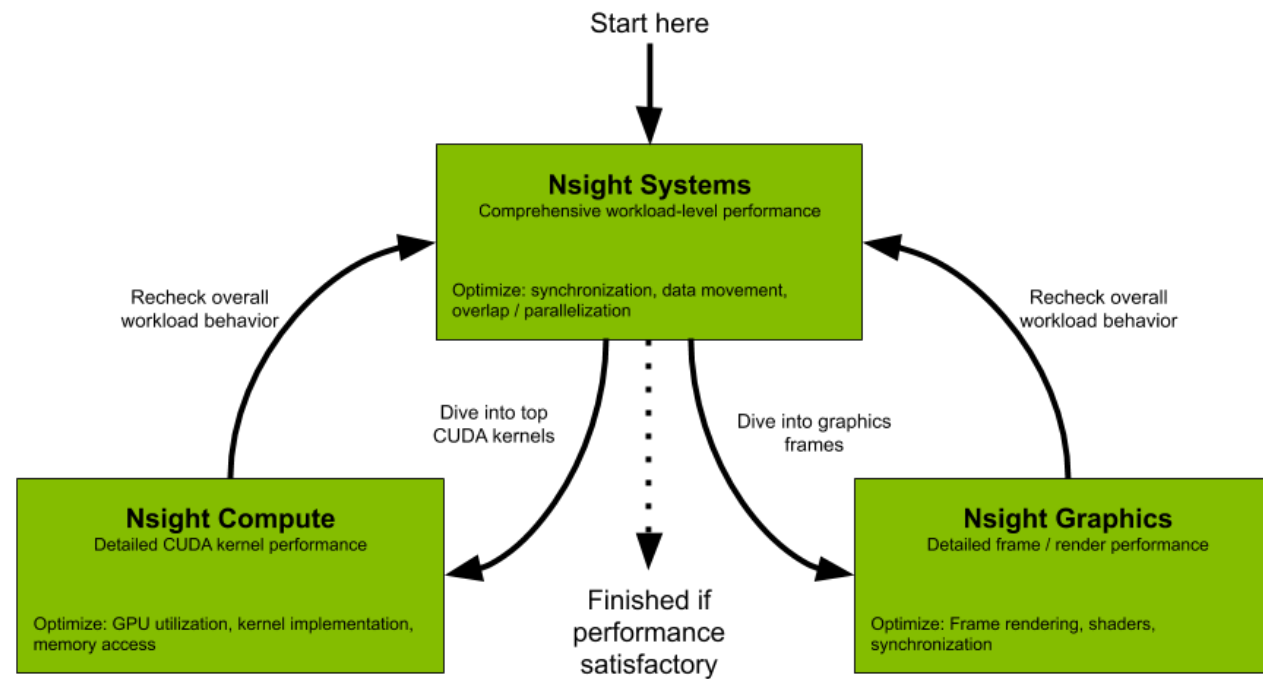 Start here
Nsight Systems
Comprehensive workload-level performance
Optimize: synchronization, data movement,
overlap / parallelization
Recheck overall
workload behavior
Recheck overall
workload behavior
Dive into top
CUDA kernels
Dive into graphics
frames
Nsight Compute
Detailed CUDA kernel performance
Optimize: GPU utilization, kernel implementation,
memory access
Finished if
performance
satisfactory
Nsight Graphics
Detailed frame / render performance
Optimize: Frame rendering, shaders,
synchronization